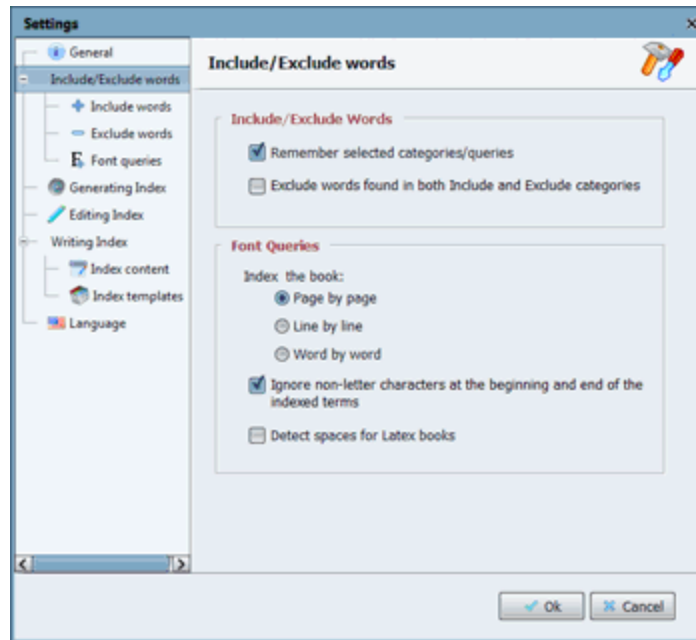 Settings
General
Include/Exclude words
Include words
Exclude words
Font queries
Generating Index
Editing Index
Writing Index
Index content
Index templates
Language
Include/Exclude words
Include/Exclude Words
Remember selected categories/queries
Exclude words found in both Include and Exclude categories
Font Queries
Index the book:
Page by page
Line by line
Word by word
Ignore non-letter characters at the beginning and end of the
indexed terms
Detect spaces for Latex books
Ok
Cancel